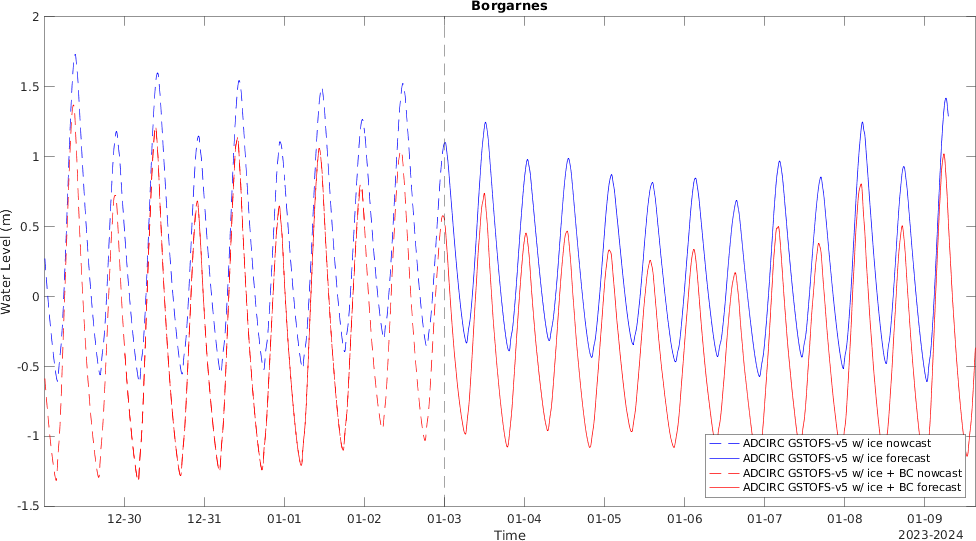 Borgarnes
2
1.5
1
0.5
0
-0.5
-1
-1.5
Water Level (m)
12-30 12-31 01-01 01-02 01-03 01-04 01-05 01-06 01-07 01-08 01-09
Time
2023-2024
ADCIRC GSTOFS-v5 w/ ice nowcast
ADCIRC GSTOFS-v5 w/ ice forecast
ADCIRC GSTOFS-v5 w/ ice + BC nowcast
ADCIRC GSTOFS-v5 w/ ice + BC forecast